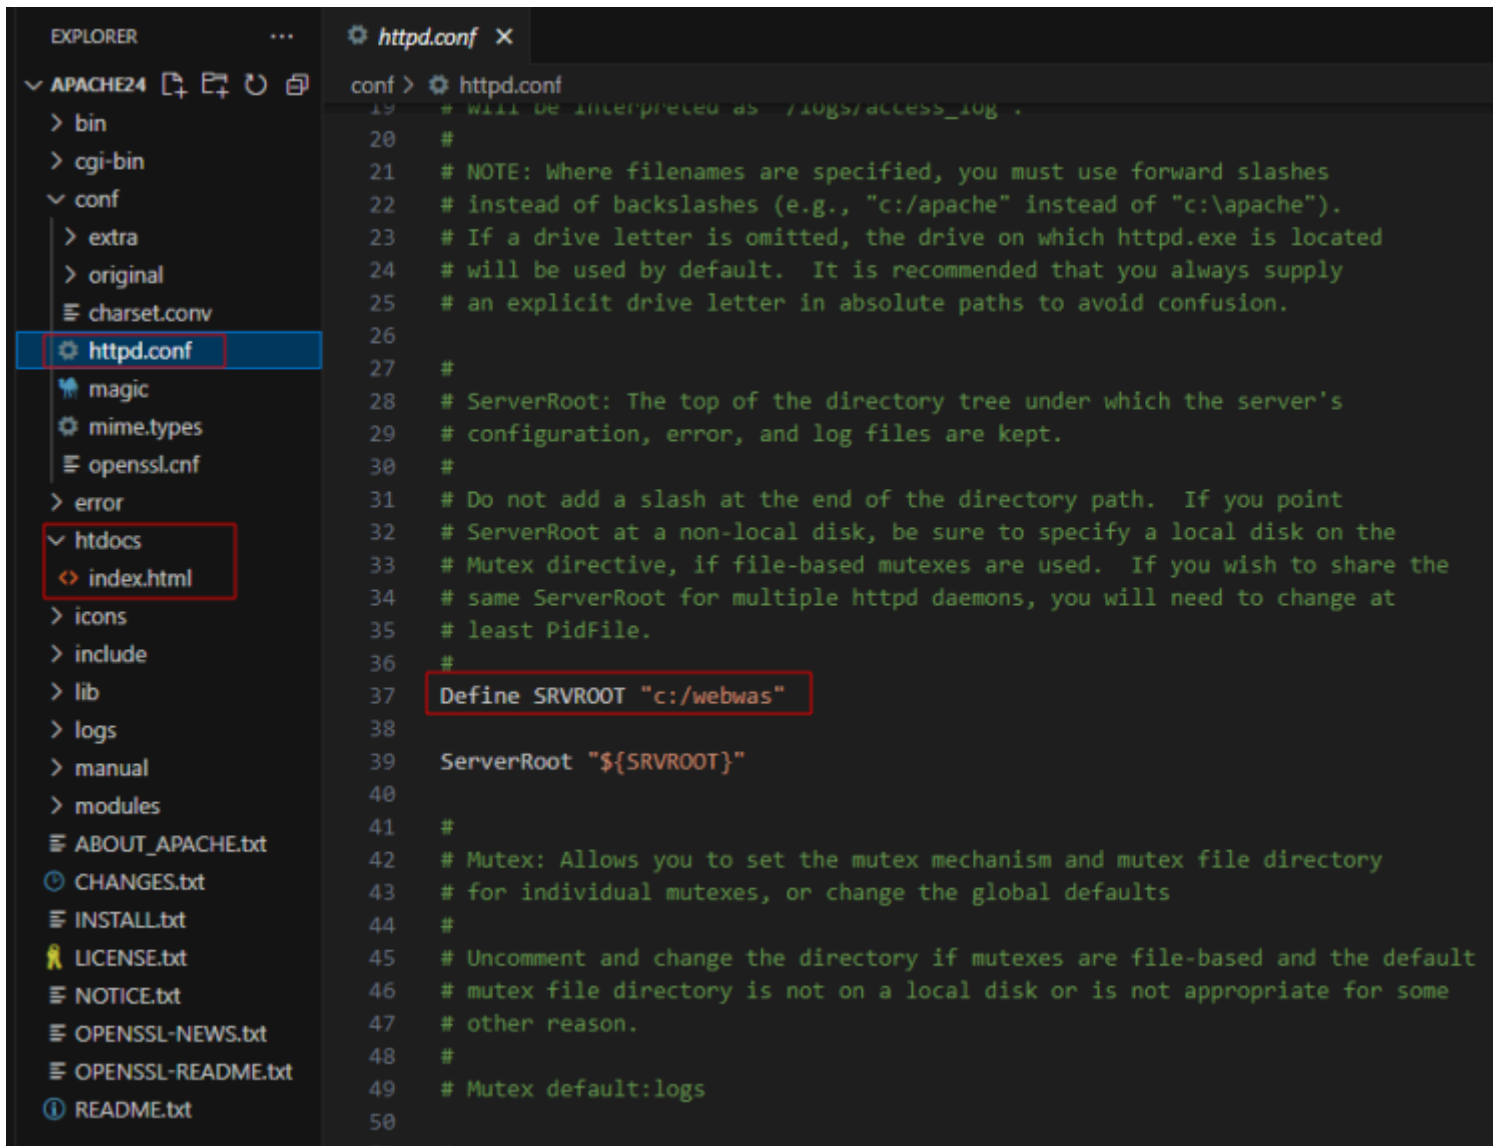 EXPLORER ...
APACHE24
bin
cgi-bin
conf
extra
original
charset.conv
httpd.conf
magic
mime.types
openssl.cnf
error
htdocs
index.html
icons
include
lib
logs
manual
modules
ABOUT_APACHE.txt
CHANGES.txt
INSTALL.txt
LICENSE.txt
NOTICE.txt
OPENSSL-NEWS.txt
OPENSSL-README.txt
README.txt
httpd.conf
conf > httpd.conf
19 # will be interpreted as '/logs/access_log'.
20 #
21 # NOTE: Where filenames are specified, you must use forward slashes
22 # instead of backslashes (e.g., "c:/apache" instead of "c:\apache").
23 # If a drive letter is omitted, the drive on which httpd.exe is located
24 # will be used by default.  It is recommended that you always supply
25 # an explicit drive letter in absolute paths to avoid confusion.
26
27 #
28 # ServerRoot: The top of the directory tree under which the server's
29 # configuration, error, and log files are kept.
30 #
31 # Do not add a slash at the end of the directory path.  If you point
32 # ServerRoot at a non-local disk, be sure to specify a local disk on the
33 # Mutex directive, if file-based mutexes are used.  If you wish to share the
34 # same ServerRoot for multiple httpd daemons, you will need to change at
35 # least PidFile.
36 #
37 Define SRVROOT "c:/webwas"
38
39 ServerRoot "${SRVROOT}"
40
41 #
42 # Mutex: Allows you to set the mutex mechanism and mutex file directory
43 # for individual mutexes, or change the global defaults
44 #
45 # Uncomment and change the directory if mutexes are file-based and the default
46 # mutex file directory is not on a local disk or is not appropriate for some
47 # other reason.
48 #
49 # Mutex default:logs
50